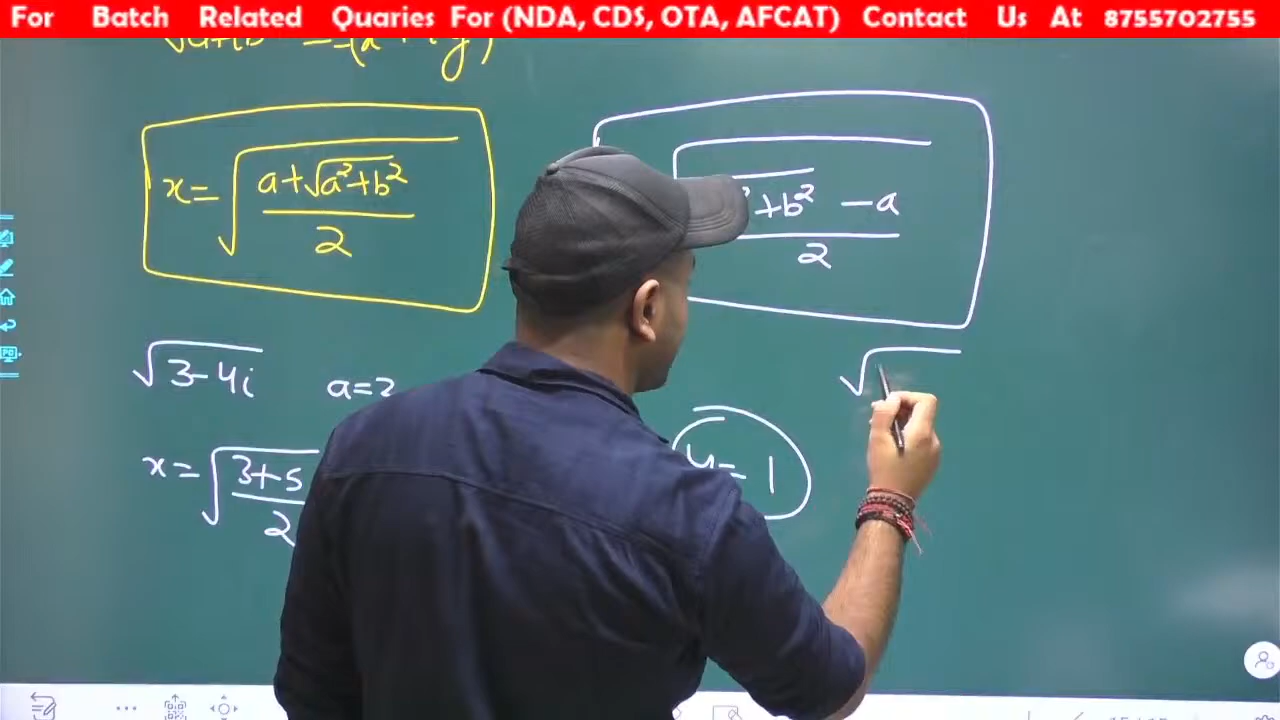 For Batch Related Quaries For (NDA, CDS, OTA, AFCAT) Contact Us At 8755702755
x = √((a+√(a²+b²))/2)
+b² - a
2
√(3-4i) a=
x = √((3+5)/2)
y = 1